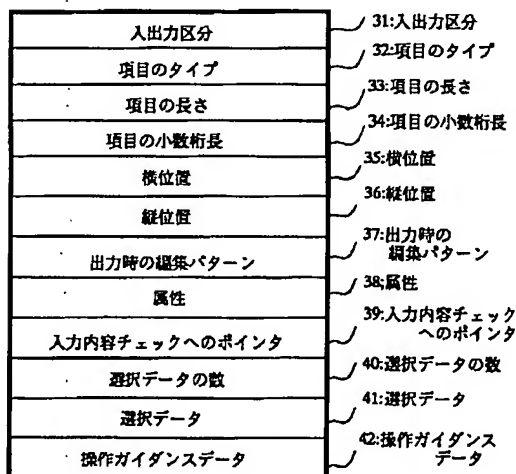 入出力区分
31:入出力区分
項目のタイプ
32:項目のタイプ
項目の長さ
33:項目の長さ
項目の小数桁長
34:項目の小数桁長
横位置
35:横位置
縦位置
36:縦位置
出力時の編集パターン
37:出力時の
編集パターン
属性
38;属性
入力内容チェックへのポインタ
39:入力内容チェック
へのポインタ
選択データの数
40:選択データの数
選択データ
41:選択データ
操作ガイダンスデータ
42:操作ガイダンス
データ